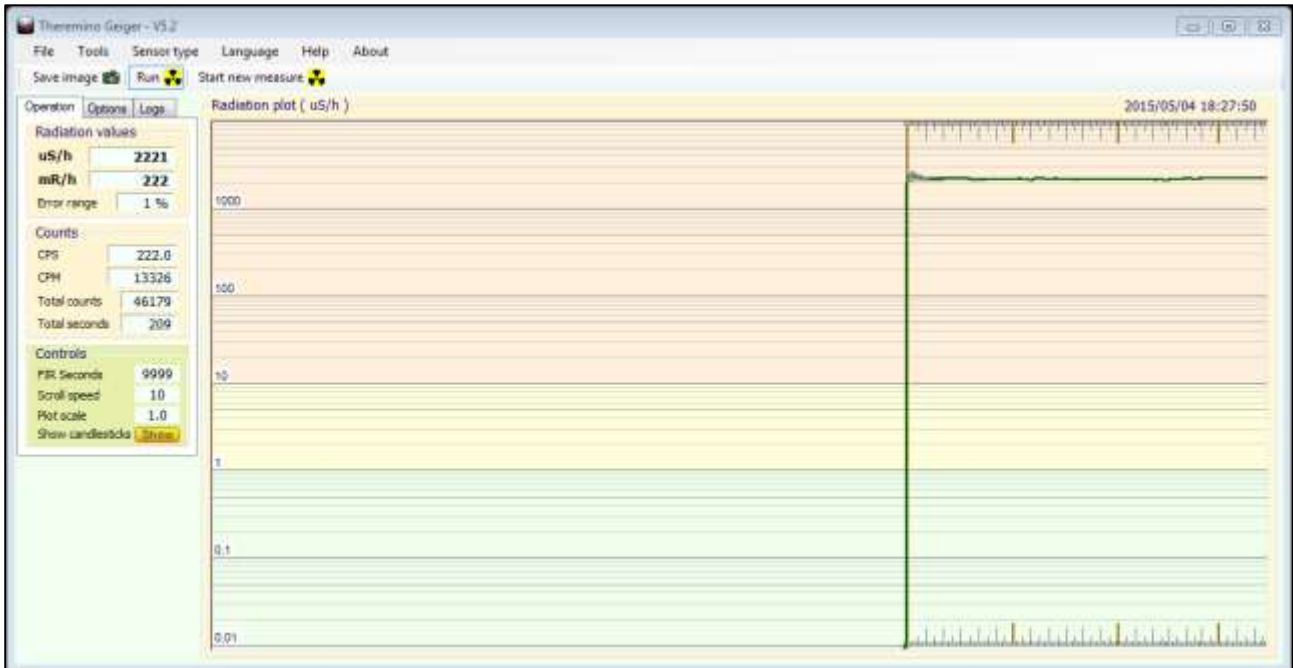 Theremino Geiger - V5.2
File Tools Sensor type Language Help About
Save image Run Start new measure
Operation Options Logs
Radiation plot ( uS/h )
2015/05/04 18:27:50
Radiation values
uS/h 2221
mR/h 222
Error range 1 %
Counts
CPS 222.0
CPM 13326
Total counts 46179
Total seconds 209
Controls
FIR Seconds 9999
Scroll speed 10
Plot scale 1.0
Show candlesticks Show
1000
100
10
1
0.1
0.01